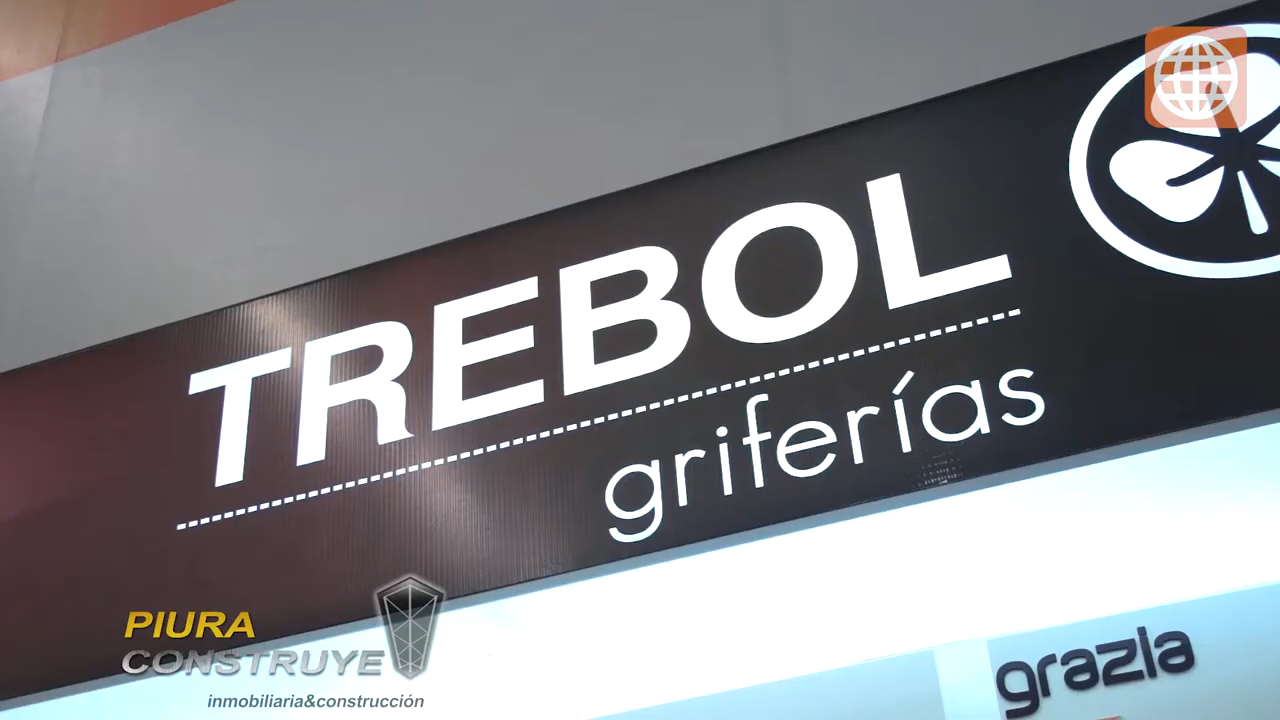 TREBOL
griferías
grazia
PIURA
CONSTRUYE
inmobiliaria&construcción